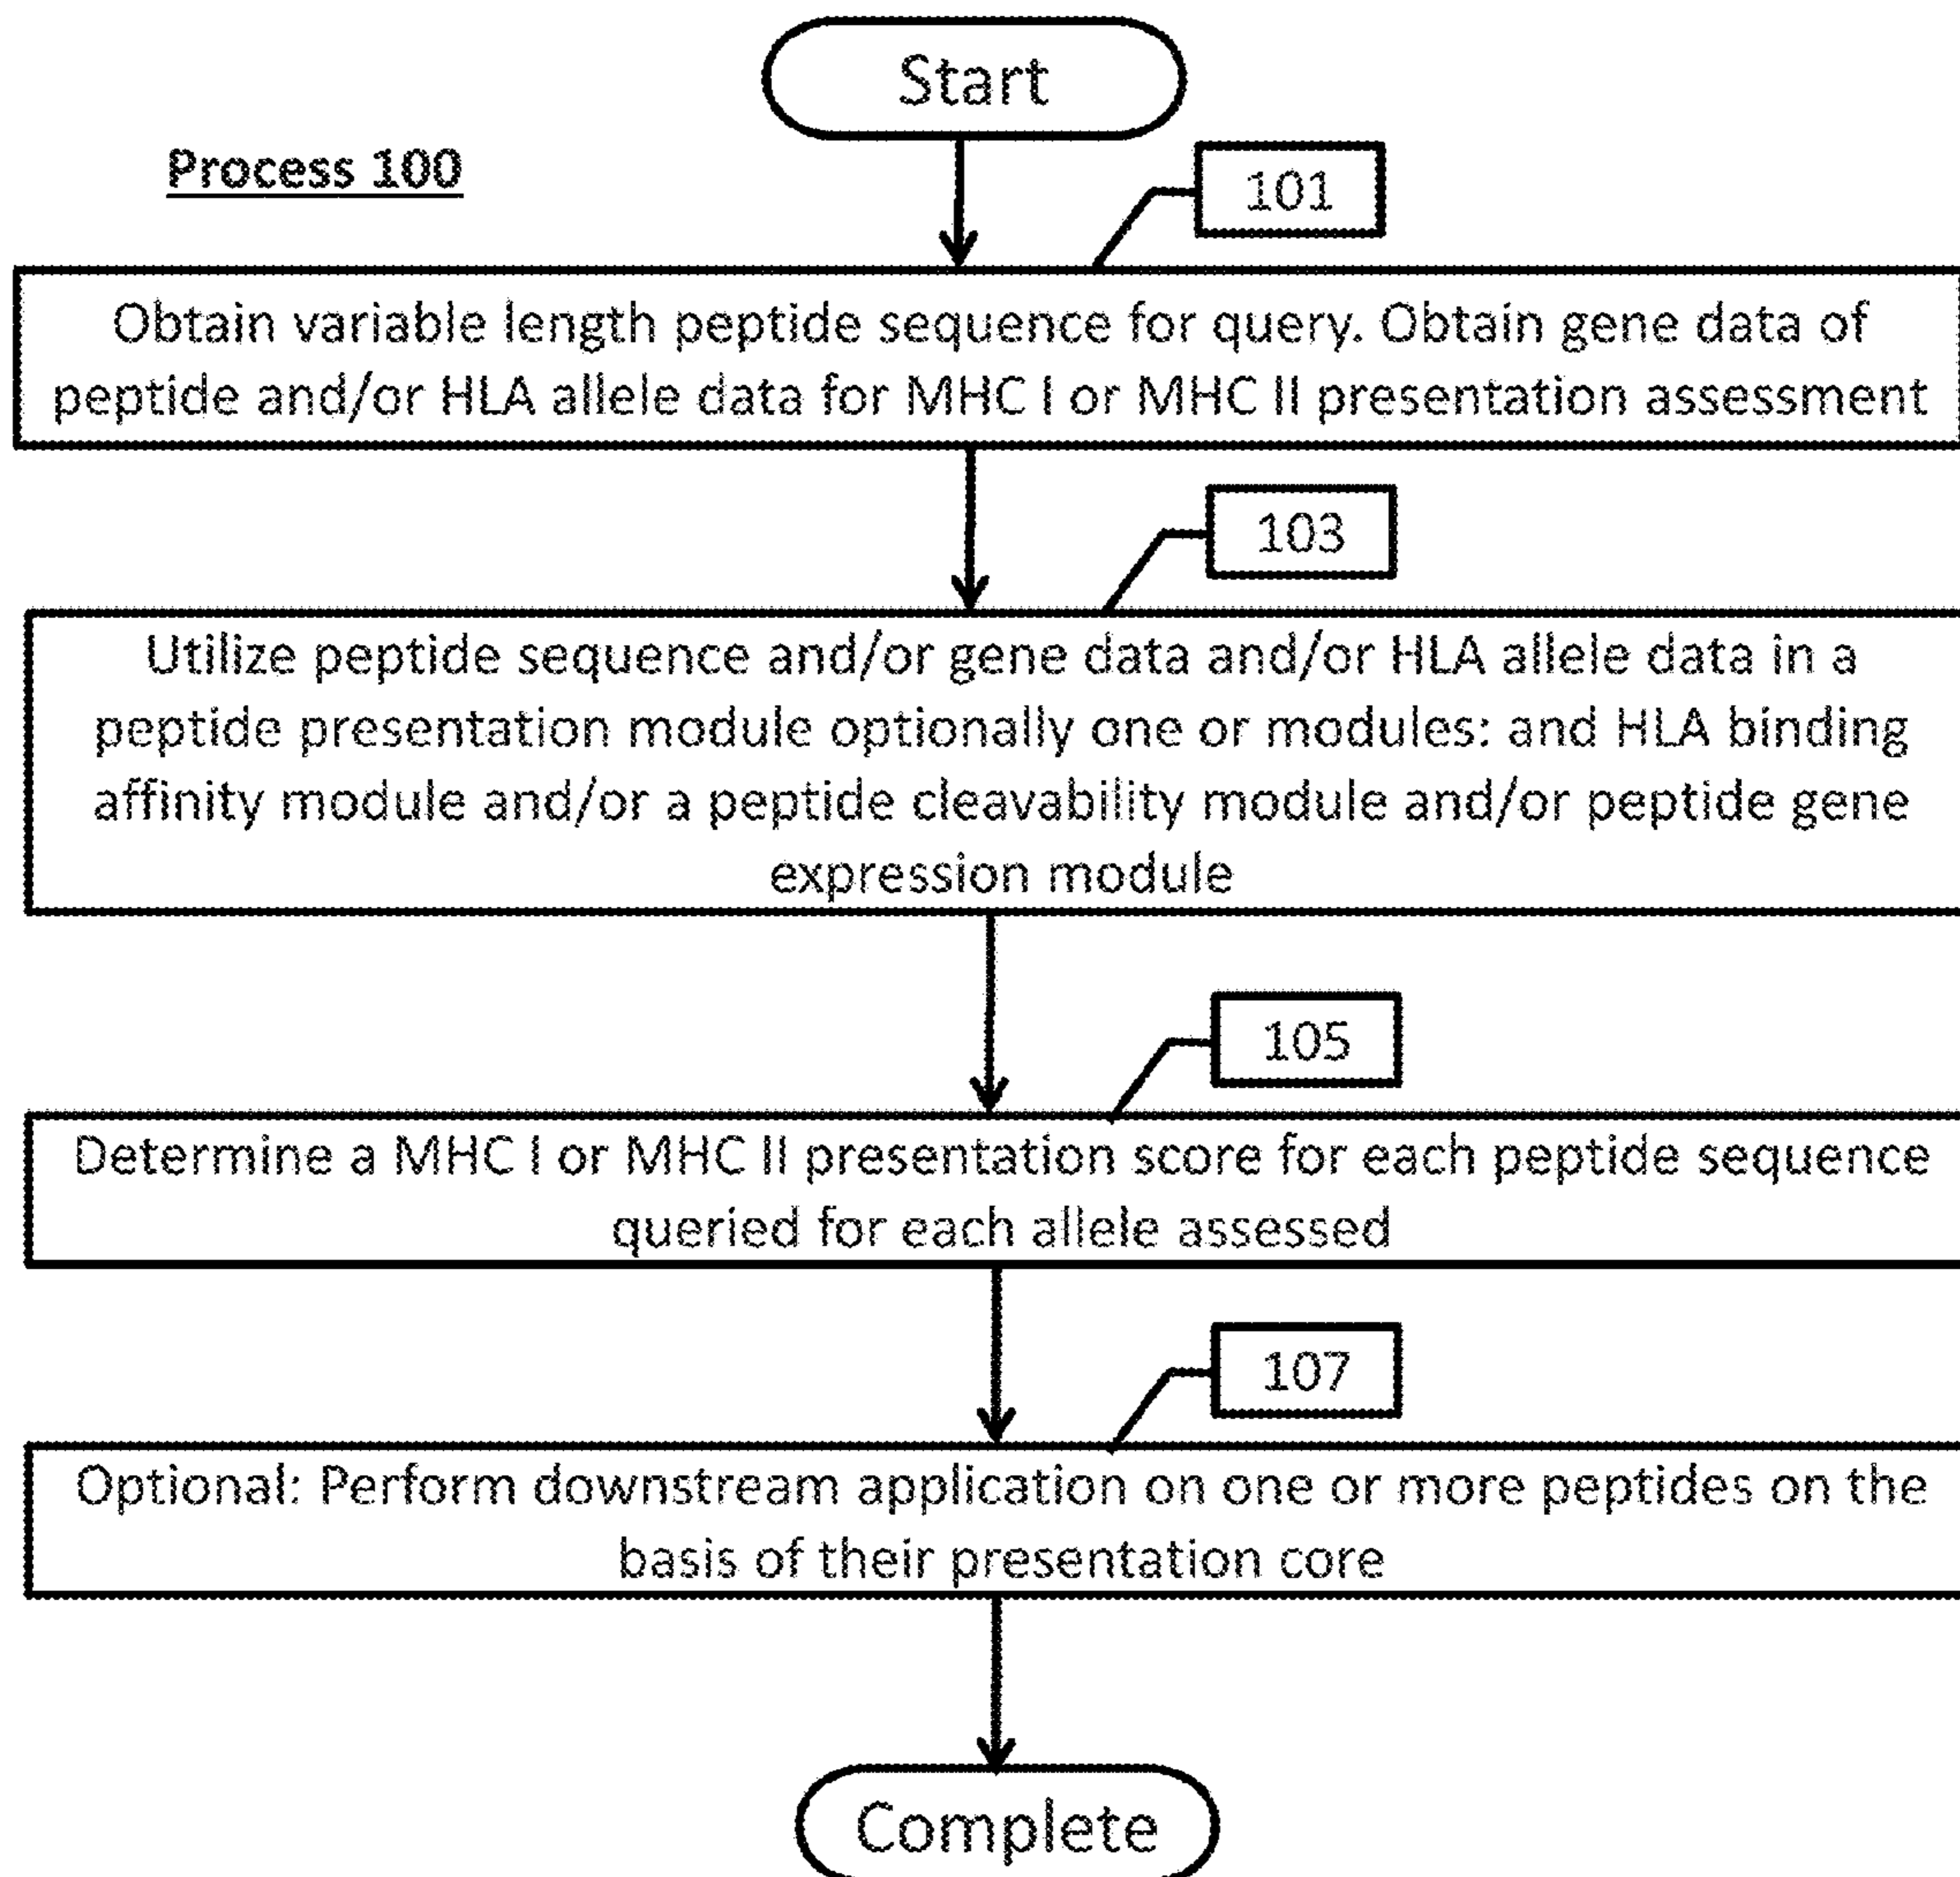 Start
Process 100
101
Obtain variable length peptide sequence for query. Obtain gene data of
peptide and/or HLA allele data for MHC I or MHC II presentation assessment
103
Utilize peptide sequence and/or gene data and/or HLA allele data in a
peptide presentation module optionally one or modules: and HLA binding
affinity module and/or a peptide cleavability module and/or peptide gene
expression module
105
Determine a MHC I or MHC II presentation score for each peptide sequence
queried for each allele assessed
107
Optional: Perform downstream application on one or more peptides on the
basis of their presentation core
Complete